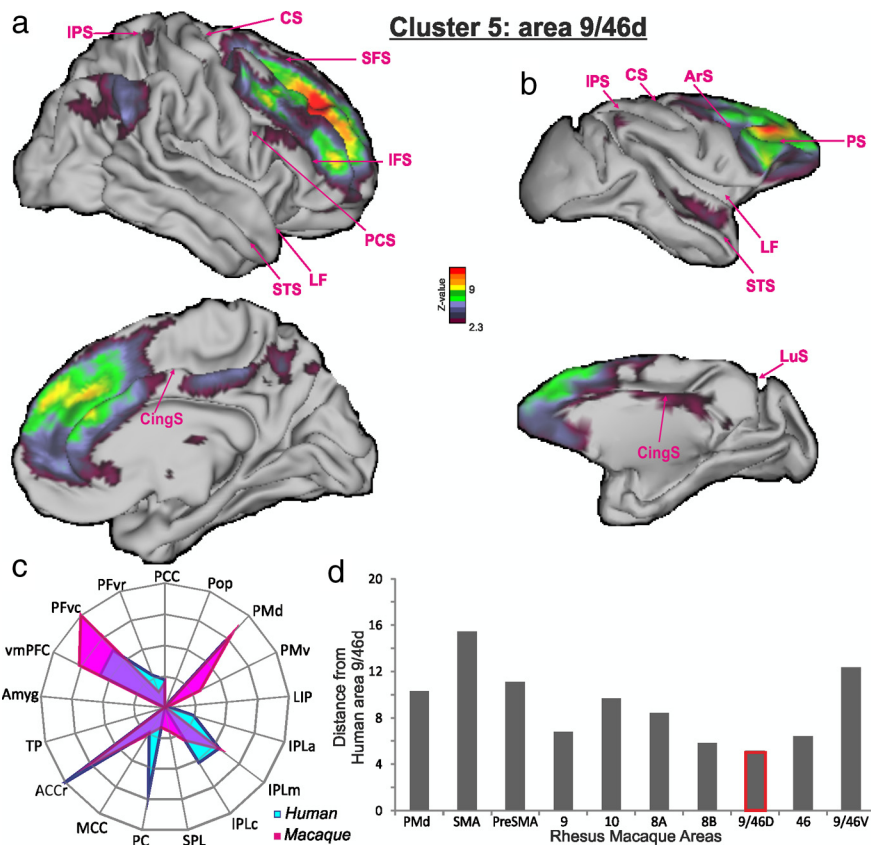 a
Cluster 5: area 9/46d
IPS
CS
SFS
IFS
PCS
LF
STS
b
IPS
CS
ArS
PS
LF
STS
Z-value
9
2.3
CingS
LuS
CingS
c
PCC
Pop
PMd
PMv
LIP
IPLa
IPLm
IPLc
SPL
PC
MCC
ACCr
TP
Amyg
vmPFC
PFvc
PFvr
Human
Macaque
d
Distance from
Human area 9/46d
20
16
12
8
4
0
PMd SMA PreSMA 9 10 8A 8B 9/46D 46 9/46V
Rhesus Macaque Areas